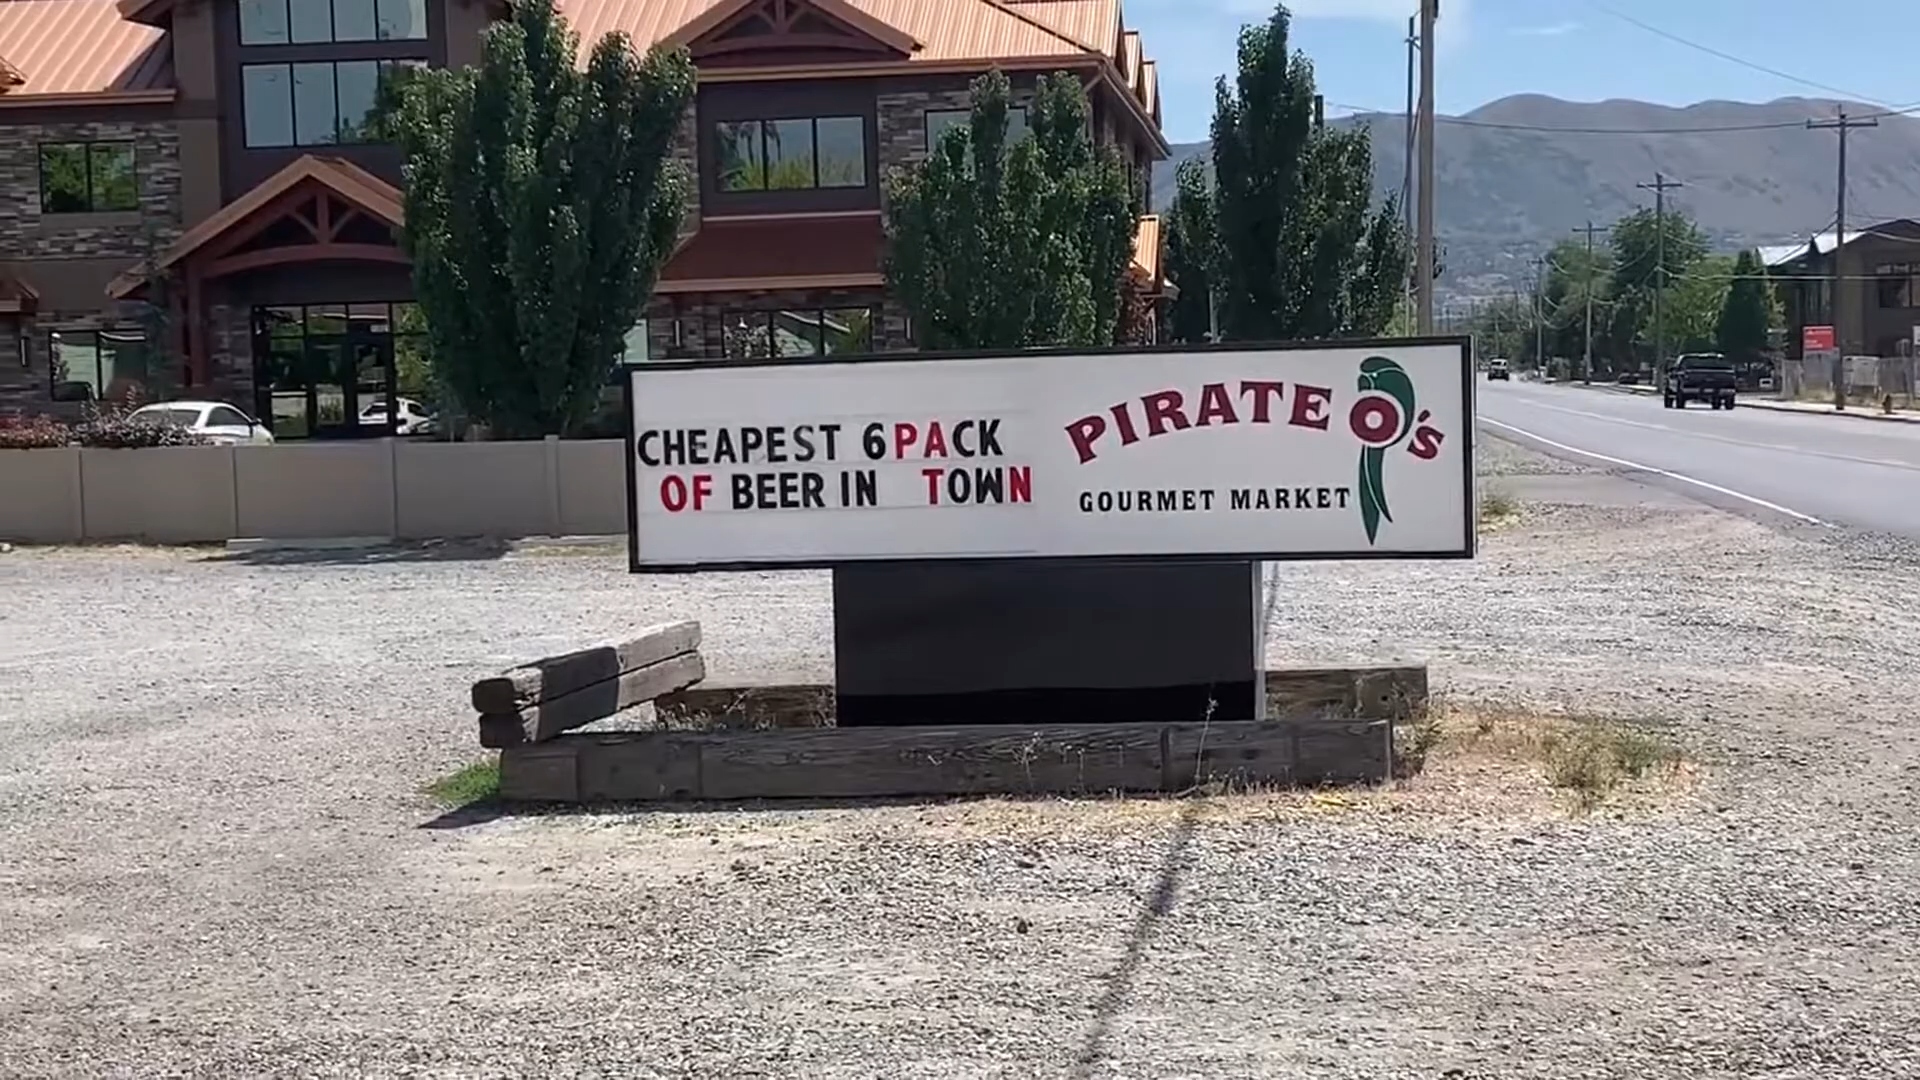 CHEAPEST 6PACK
OF BEER IN TOWN
PIRATE O'S
GOURMET MARKET